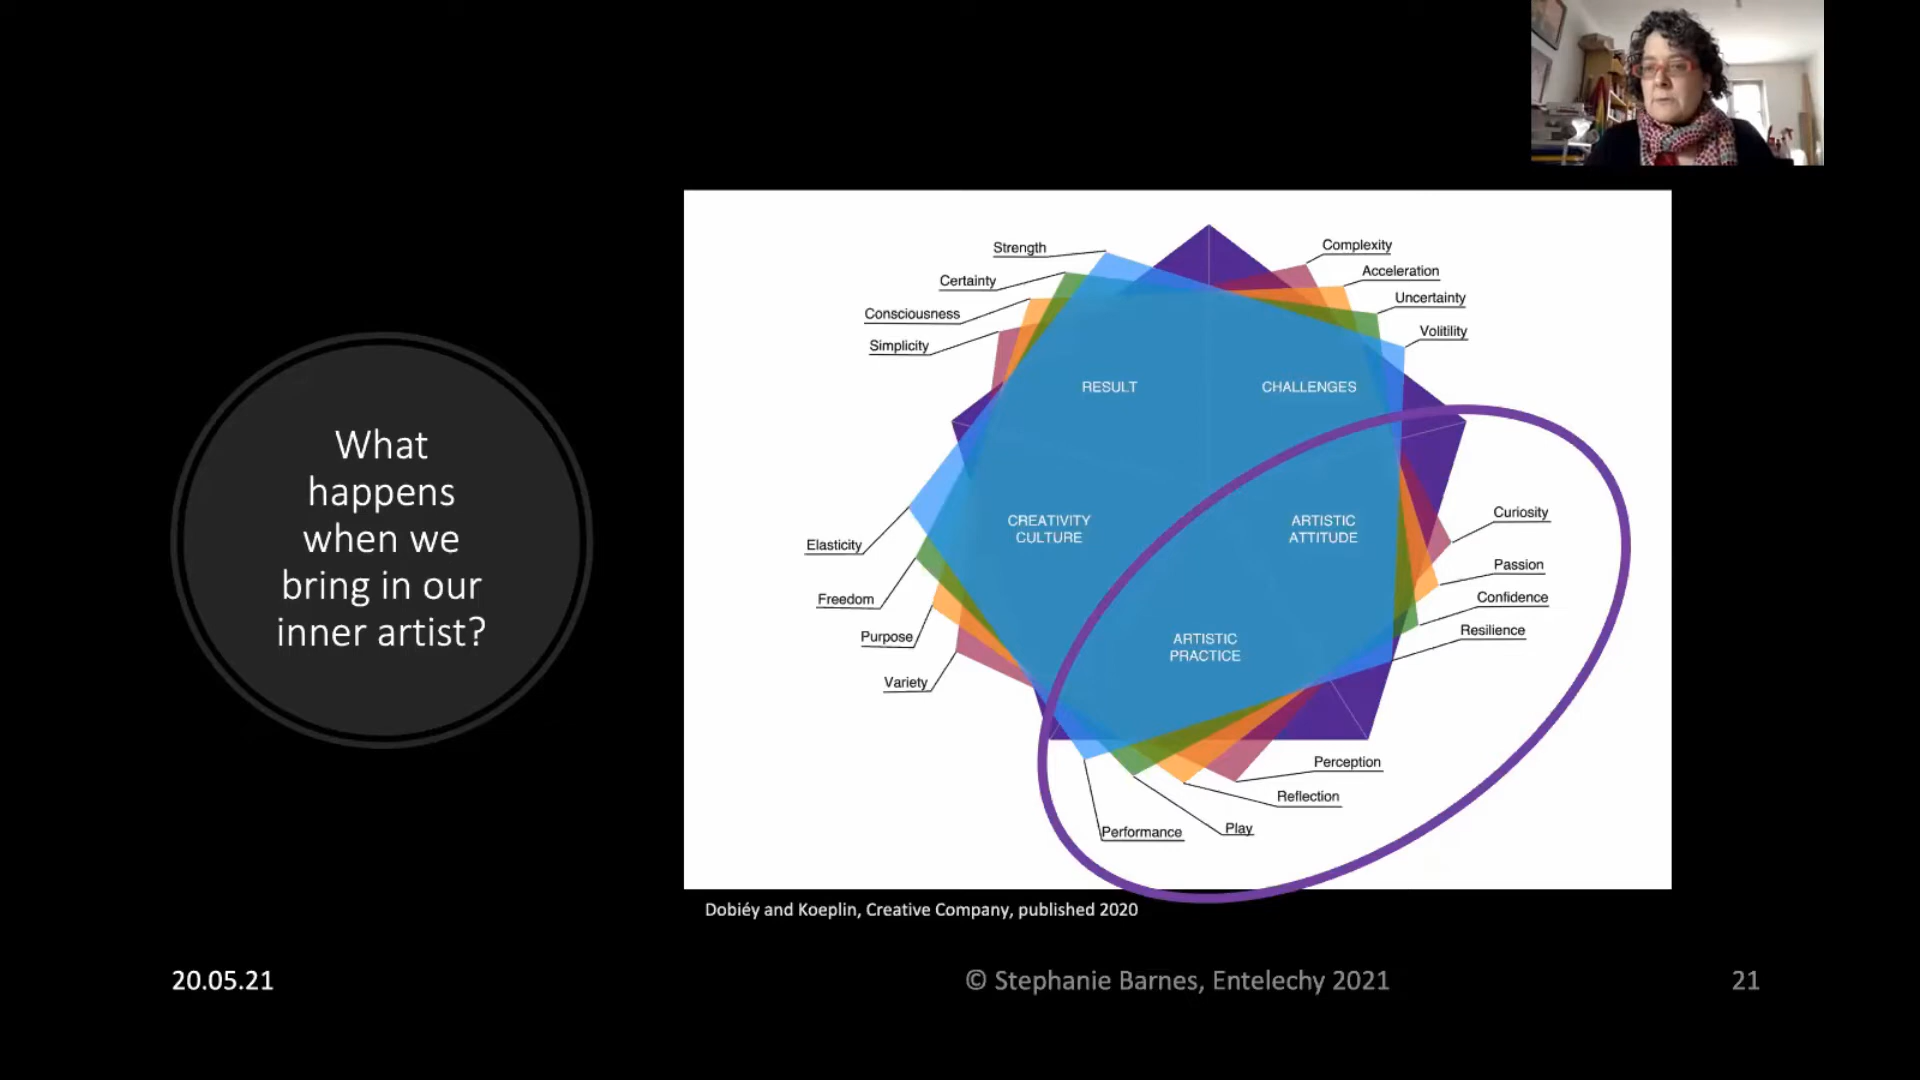 What
happens
when we
bring in our
inner artist?
Strength
Certainty
Consciousness
Simplicity
Complexity
Acceleration
Uncertainty
Volitility
RESULT
CHALLENGES
CREATIVITY
CULTURE
ARTISTIC
ATTITUDE
ARTISTIC
PRACTICE
Elasticity
Freedom
Purpose
Variety
Curiosity
Passion
Confidence
Resilience
Perception
Reflection
Play
Performance
Dobiéy and Koeplin, Creative Company, published 2020
20.05.21
© Stephanie Barnes, Entelechy 2021
21